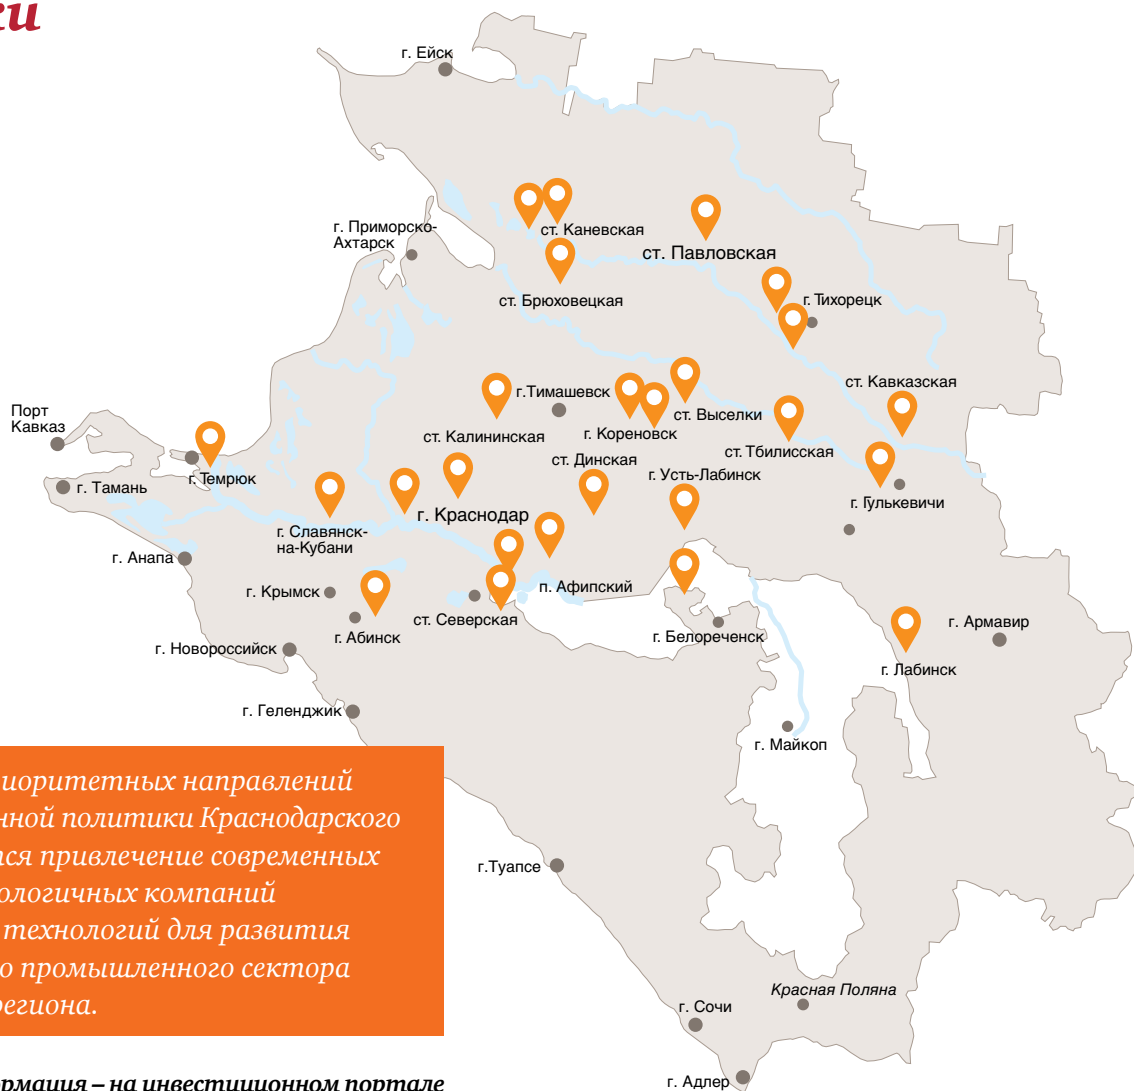 ки
г. Ейск
ст. Каневская
г. Приморско-
Ахтарск
ст. Павловская
ст. Брюховецкая
г. Тихорецк
ст. Кавказская
г.Тимашевск
Порт
Кавказ
ст. Выселки
ст. Калининская
г. Кореновск
ст. Тбилисская
ст. Динская
г. Усть-Лабинск
г. Темрюк
г. Тамань
г. Гулькевичи
г. Краснодар
г. Славянск-
на-Кубани
г. Анапа
п. Афипский
г. Крымск
ст. Северская
г. Абинск
г. Белореченск
г. Армавир
г. Новороссийск
г. Лабинск
г. Геленджик
г. Майкоп
иоритетных направлений
нной политики Краснодарского
тся привлечение современных
ологичных компаний
технологий для развития
о промышленного сектора
региона.
г.Туапсе
Красная Поляна
г. Сочи
г. Адлер
ормация – на инвестиционном портале